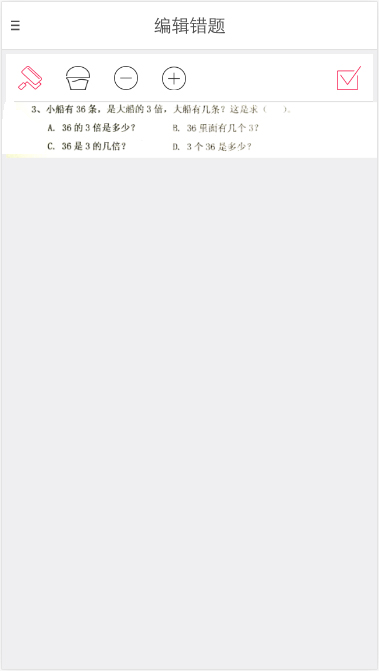 编辑错题
3、小船有 36 条，是大船的 3 倍，大船有几条？这是求（　　）。
A. 36 的 3 倍是多少？ B. 36 里面有几个 3？
C. 36 是 3 的几倍？ D. 3 个 36 是多少？